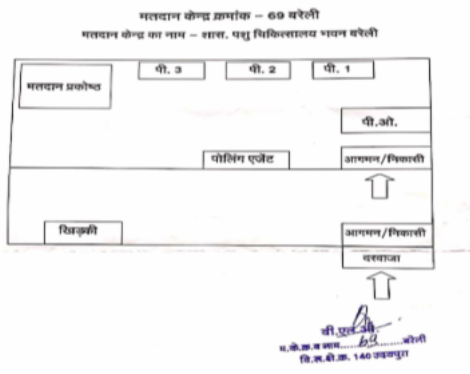 मतदान केन्द्र क्रमांक – 69 बरेली
मतदान केन्द्र का नाम – शास. पशु चिकित्सालय भवन बरेली
मतदान प्रकोष्ठ
पी. 3
पी. 2
पी. 1
पी.ओ.
पोलिंग एजेंट
आगमन/निकासी
खिड़की
आगमन/निकासी
दरवाजा
बी.एल.ओ.
म.के.क्र.व नाम.....69.....बरेली
वि.स.क्षे.क्र. 140 उदयपुरा